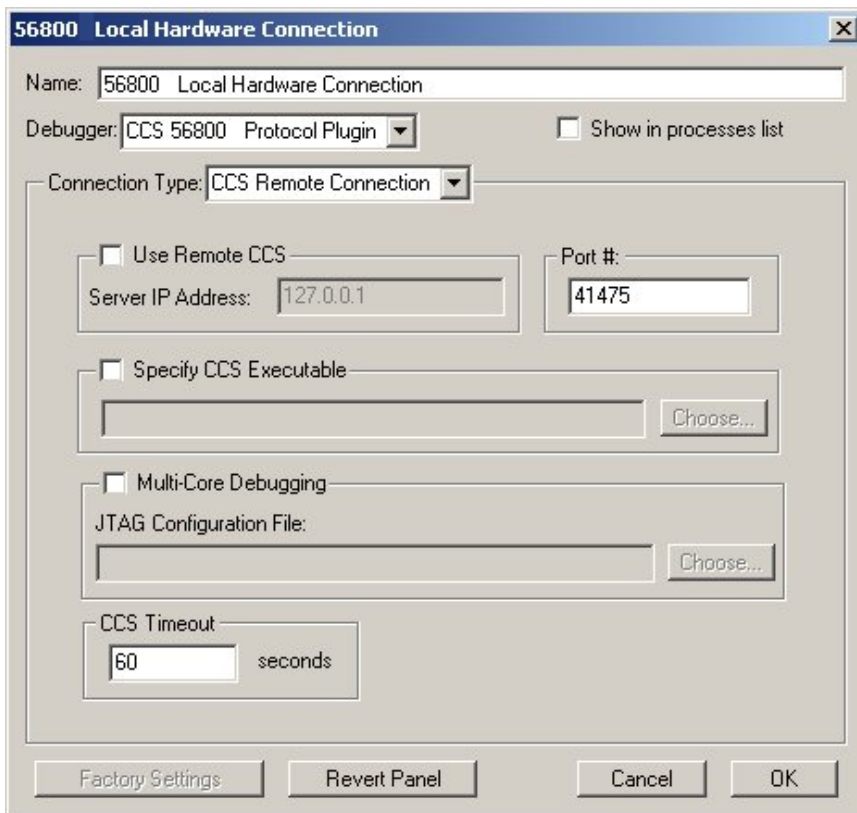 56800   Local Hardware Connection
Name: 56800   Local Hardware Connection
Debugger: CCS 56800   Protocol Plugin
Show in processes list
Connection Type: CCS Remote Connection
Use Remote CCS
Port #:
Server IP Address: 127.0.0.1
41475
Specify CCS Executable
Choose...
Multi-Core Debugging
JTAG Configuration File:
Choose...
CCS Timeout
60 seconds
Factory Settings
Revert Panel
Cancel
OK